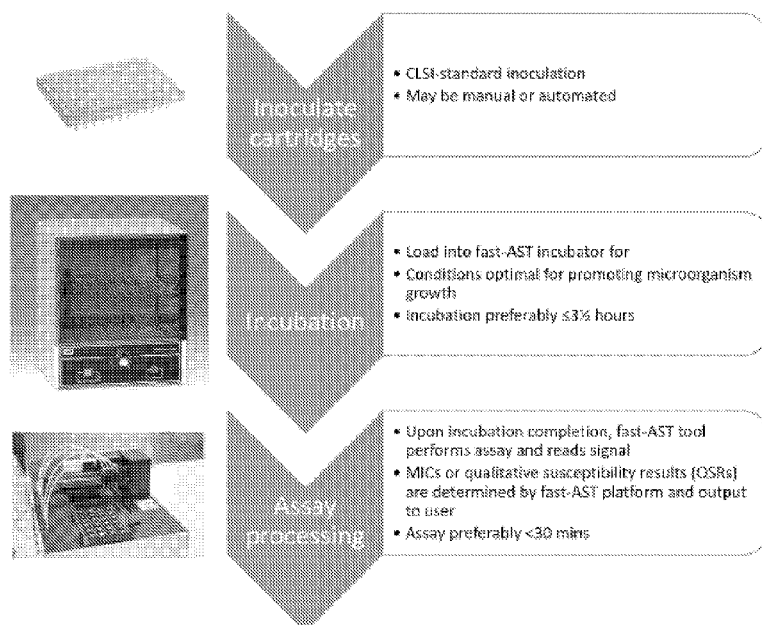 Inoculate
cartridges
• CLSI-standard inoculation
• May be manual or automated
Incubation
• Load into fast-AST incubator for
• Conditions optimal for promoting microorganism
growth
• Incubation preferably ≤3½ hours
Assay
processing
• Upon incubation completion, fast-AST tool
performs assay and reads signal
• MICs or qualitative susceptibility results (QSRs)
are determined by fast-AST platform and output
to user
• Assay preferably <30 mins